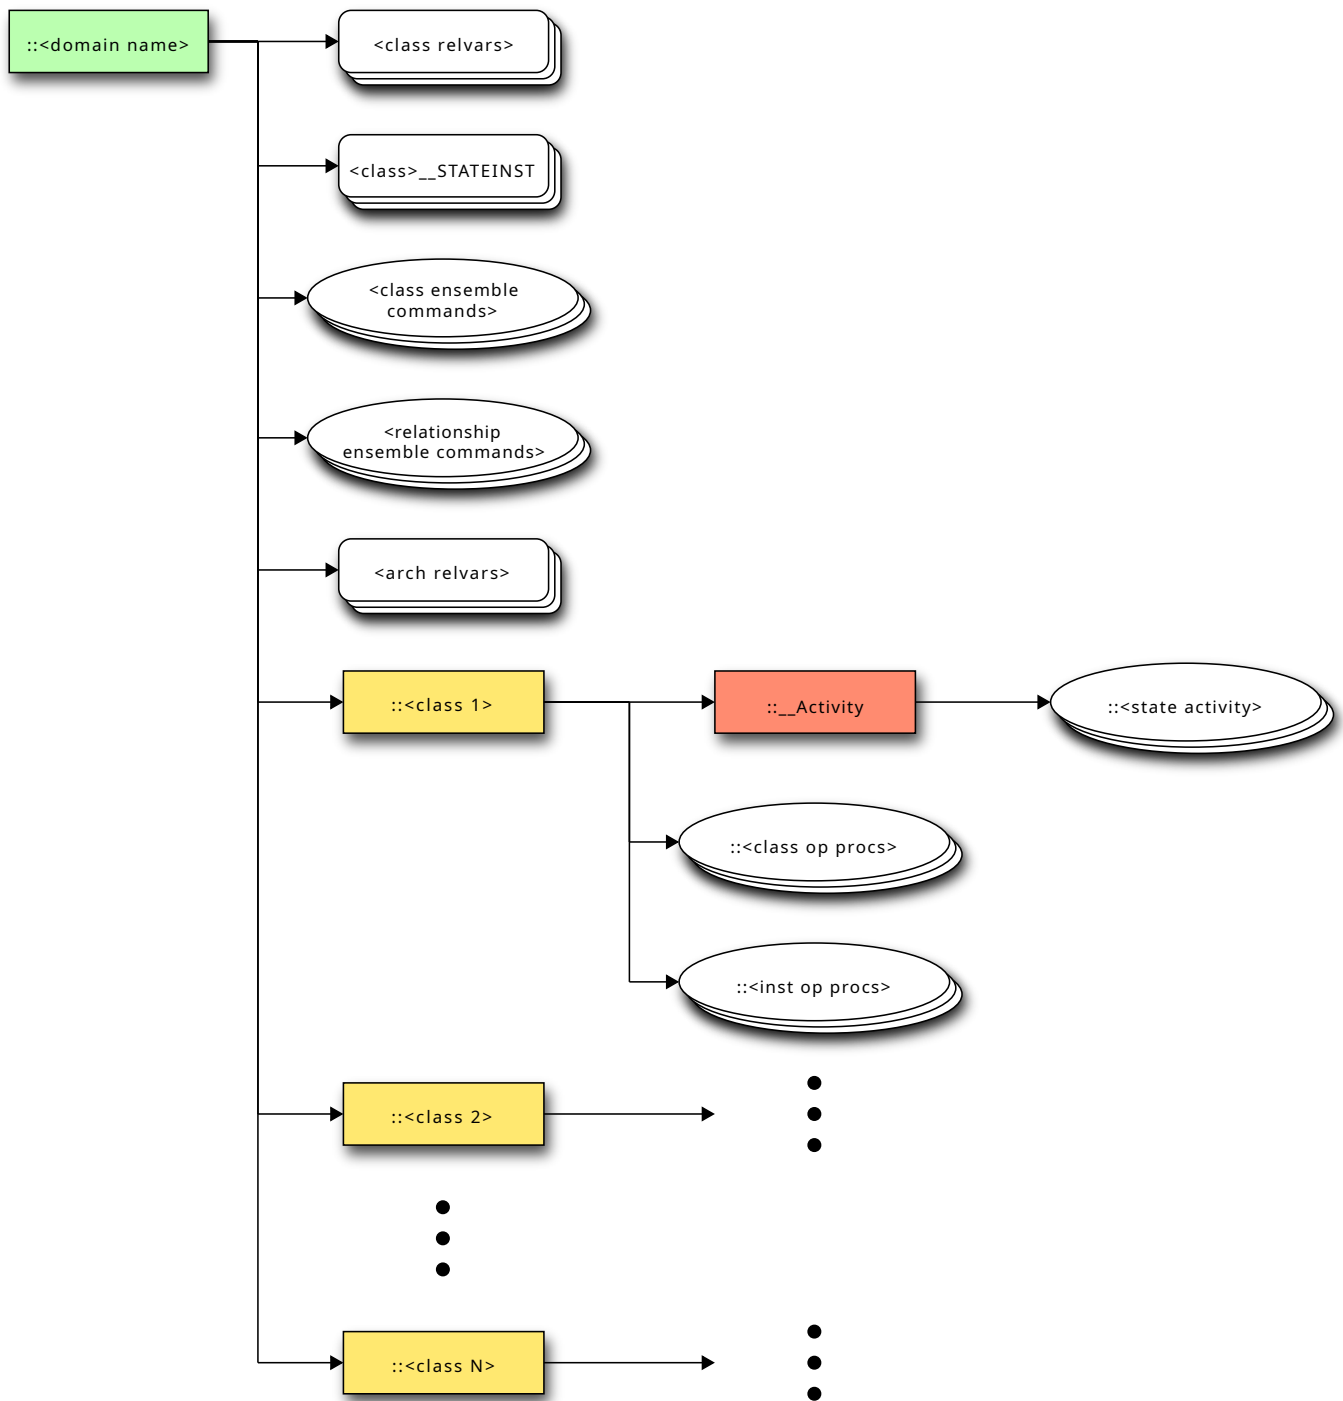 ::<domain name>
<class relvars>
<class>__STATEINST
<class ensemble
commands>
<relationship
ensemble commands>
<arch relvars>
::<class 1>
::__Activity
::<state activity>
::<class op procs>
::<inst op procs>
::<class 2>
::<class N>